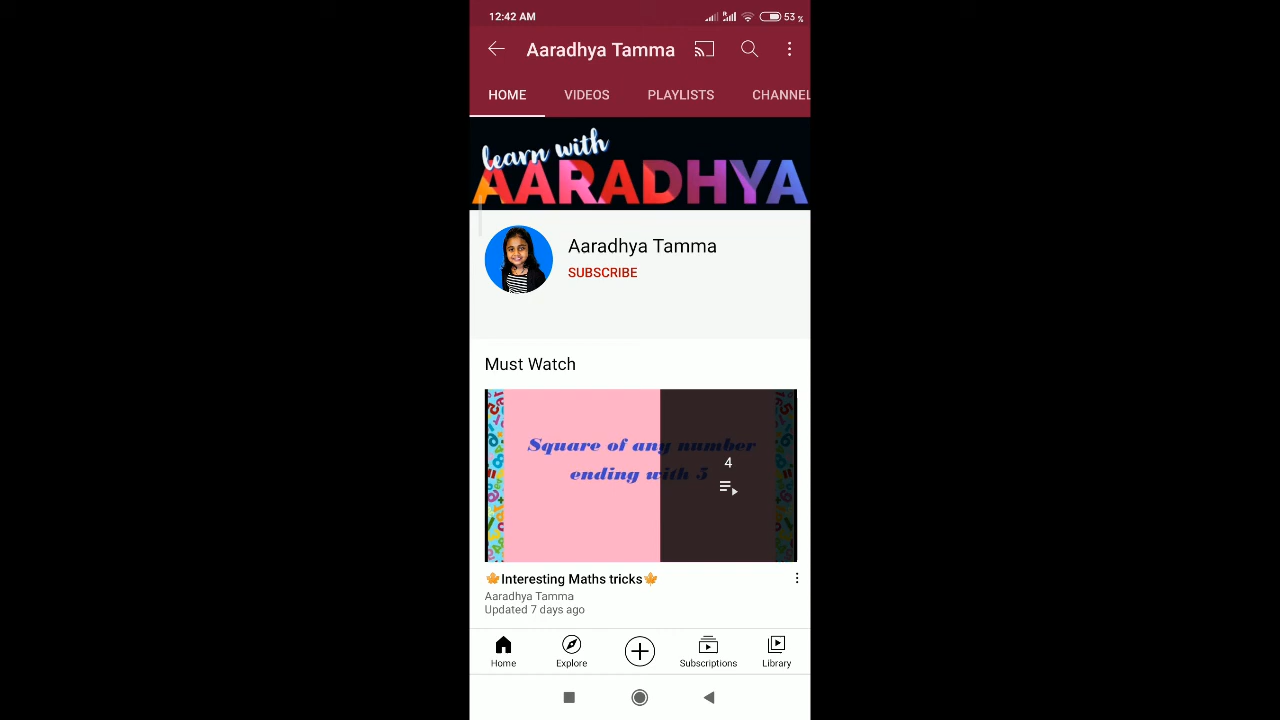 12:42 AM 53 %
Aaradhya Tamma
HOME VIDEOS PLAYLISTS CHANNEL
learn with
AARADHYA
Aaradhya Tamma
SUBSCRIBE
Must Watch
Square of any number
ending with 5
4
🍁Interesting Maths tricks🍁
Aaradhya Tamma
Updated 7 days ago
Home Explore Subscriptions Library